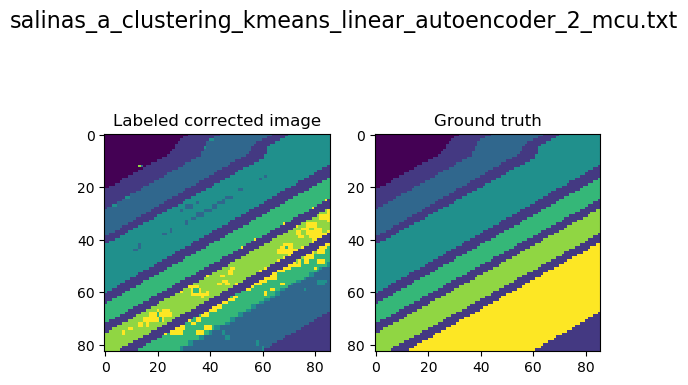 salinas_a_clustering_kmeans_linear_autoencoder_2_mcu.txt
Labeled corrected image
Ground truth
0
20
40
60
80
0 20 40 60 80
0
20
40
60
80
0 20 40 60 80